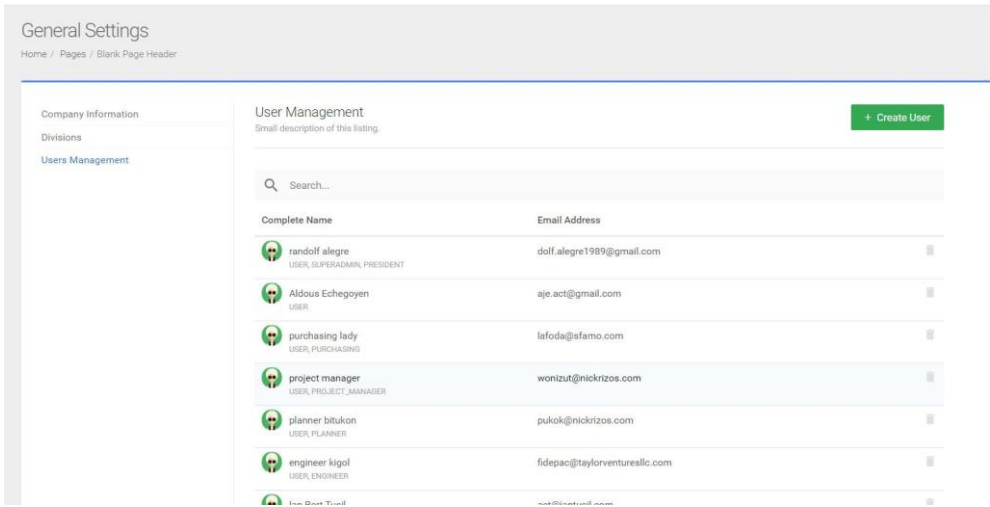 General Settings
Home / Pages / Blank Page Header
Company Information
Divisions
Users Management
User Management
Small description of this listing.
+ Create User
Search...
Complete Name Email Address
randolf alegre dolf.alegre1989@gmail.com
USER, SUPERADMIN, PRESIDENT
Aldous Echegoyen aje.act@gmail.com
USER
purchasing lady lafoda@sfamo.com
USER, PURCHASING
project manager wonizut@nickrizos.com
USER, PROJECT_MANAGER
planner bitukon pukok@nickrizos.com
USER, PLANNER
engineer kigol fidepac@taylorventuresllc.com
USER, ENGINEER